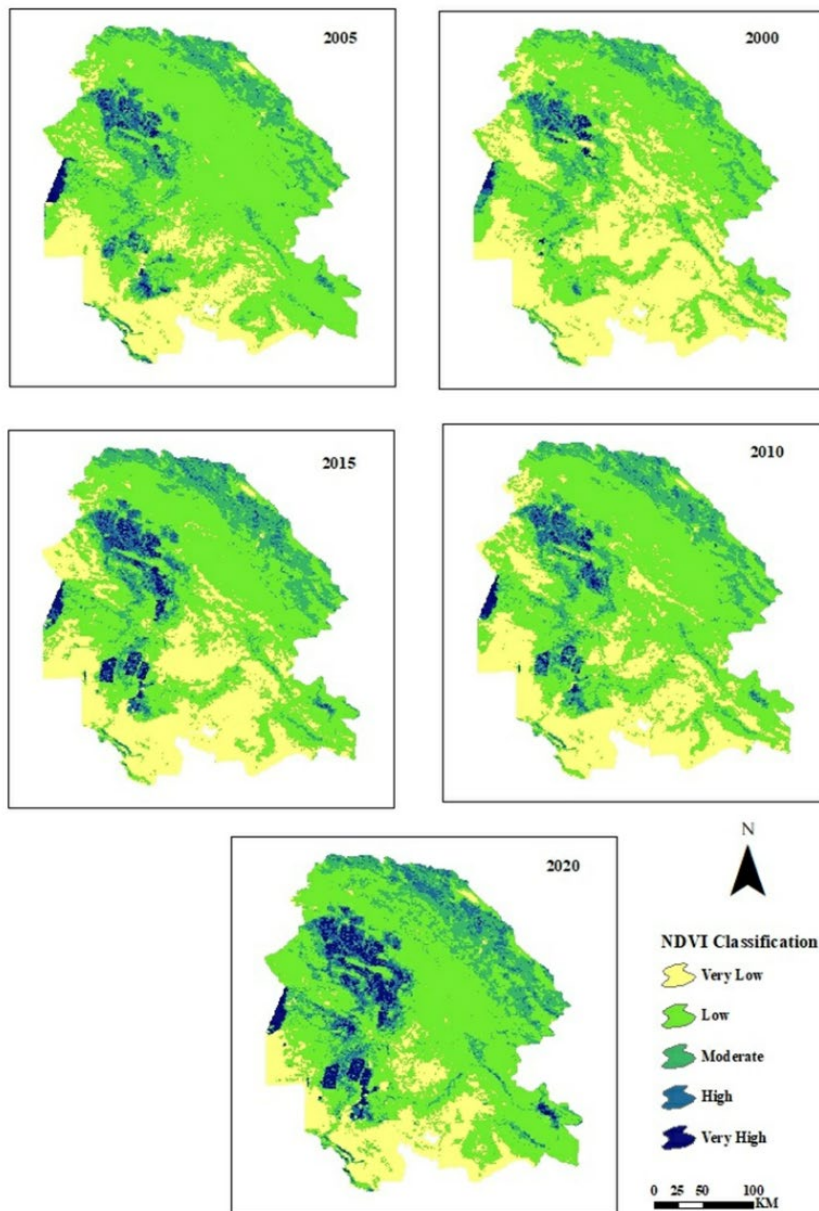 2005
2000
2015
2010
2020
N
NDVI Classification
Very Low
Low
Moderate
High
Very High
0 25 50 100
KM